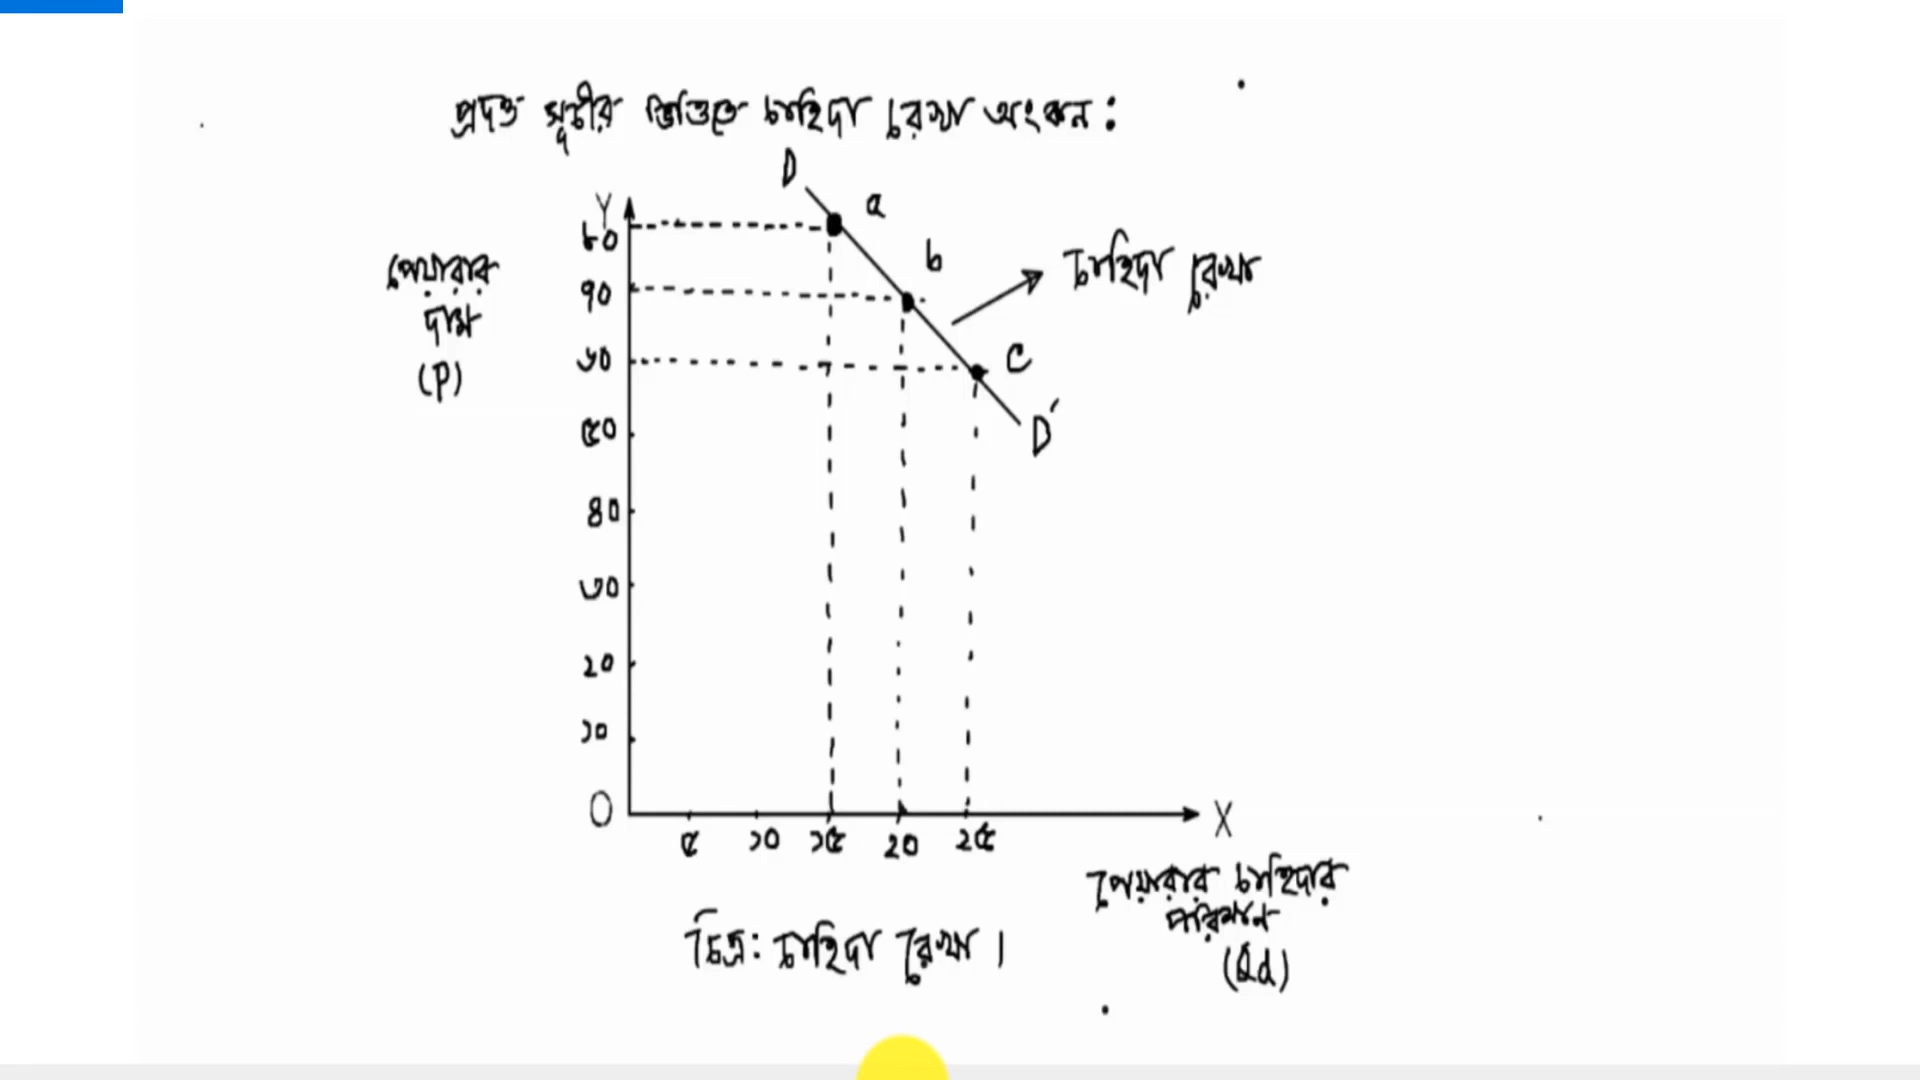 প্রদত্ত সূচীর ভিত্তিতে চাহিদা রেখা অংকন:
D
Y
a
৮০
b
পেয়ারার
দাম
(P)
চাহিদা রেখা
৭০
৬০
C
৫০
D'
৪০
৩০
২০
১০
O
X
৫ ১০ ১৫ ২০ ২৫
পেয়ারার চাহিদার
পরিমান
(Qd)
চিত্র: চাহিদা রেখা।